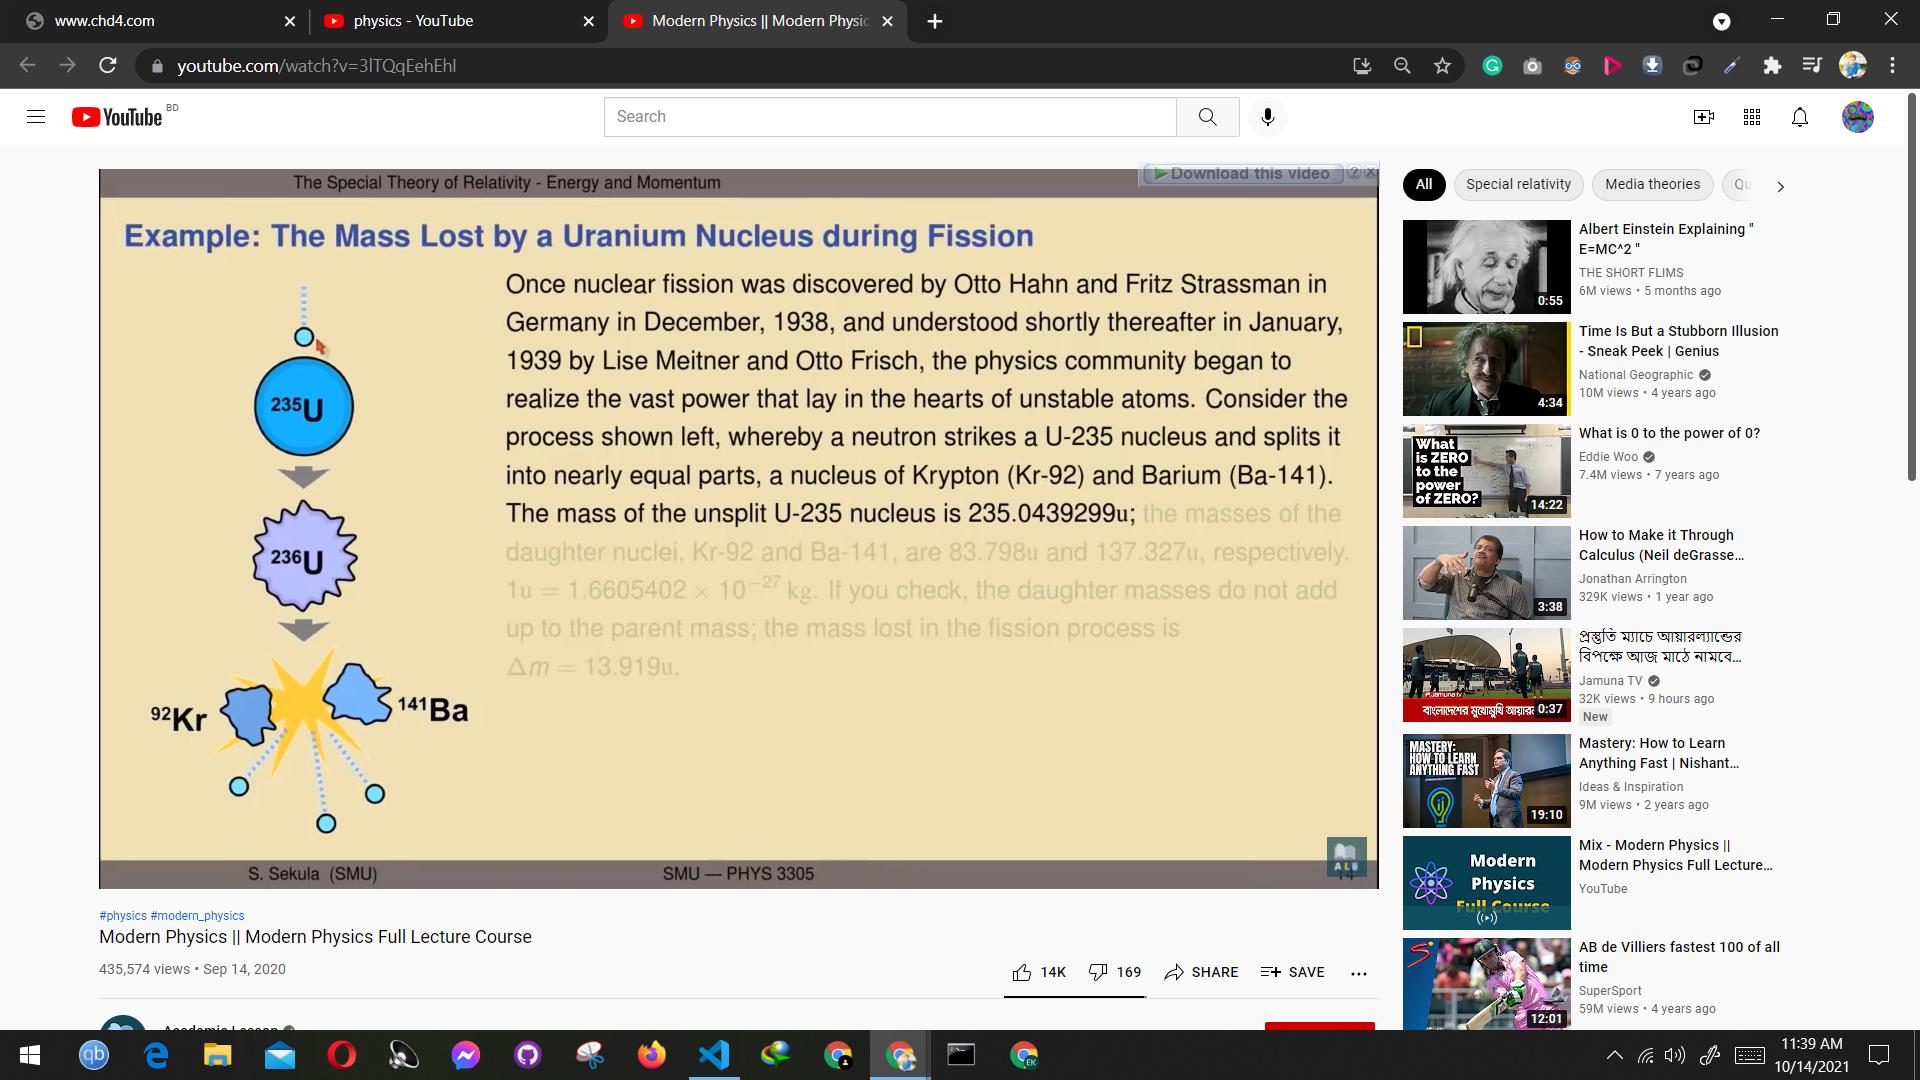 www.chd4.com
physics - YouTube
Modern Physics || Modern Physic
youtube.com/watch?v=3lTQqEehEhI
YouTube BD
Search
The Special Theory of Relativity - Energy and Momentum
Download this video
Example: The Mass Lost by a Uranium Nucleus during Fission
Once nuclear fission was discovered by Otto Hahn and Fritz Strassman in
Germany in December, 1938, and understood shortly thereafter in January,
1939 by Lise Meitner and Otto Frisch, the physics community began to
realize the vast power that lay in the hearts of unstable atoms. Consider the
process shown left, whereby a neutron strikes a U-235 nucleus and splits it
into nearly equal parts, a nucleus of Krypton (Kr-92) and Barium (Ba-141).
The mass of the unsplit U-235 nucleus is 235.0439299u; the masses of the
daughter nuclei, Kr-92 and Ba-141, are 83.798u and 137.327u, respectively.
1u = 1.6605402 × 10⁻²⁷ kg. If you check, the daughter masses do not add
up to the parent mass; the mass lost in the fission process is
Δm = 13.919u.
²³⁵U
²³⁶U
⁹²Kr
¹⁴¹Ba
S. Sekula (SMU)
SMU — PHYS 3305
14
ALB
#physics #modern_physics
Modern Physics || Modern Physics Full Lecture Course
435,574 views • Sep 14, 2020
14K
169
SHARE
SAVE
All
Special relativity
Media theories
Qu
Albert Einstein Explaining "
E=MC^2 "
THE SHORT FLIMS
6M views • 5 months ago
0:55
Time Is But a Stubborn Illusion
- Sneak Peek | Genius
National Geographic
10M views • 4 years ago
4:34
What
is ZERO
to the
power
of ZERO?
14:22
What is 0 to the power of 0?
Eddie Woo
7.4M views • 7 years ago
How to Make it Through
Calculus (Neil deGrasse...
Jonathan Arrington
329K views • 1 year ago
3:38
প্রস্তুতি ম্যাচে আয়ারল্যান্ডের
বিপক্ষে আজ মাঠে নামবে...
Jamuna TV
32K views • 9 hours ago
New
বাংলাদেশের মুখোমুখি
0:37
MASTERY:
HOW TO LEARN
ANYTHING FAST
19:10
Mastery: How to Learn
Anything Fast | Nishant...
Ideas & Inspiration
9M views • 2 years ago
Modern
Physics
Full Course
Mix - Modern Physics ||
Modern Physics Full Lecture...
YouTube
AB de Villiers fastest 100 of all
time
SuperSport
59M views • 4 years ago
12:01
11:39 AM
10/14/2021